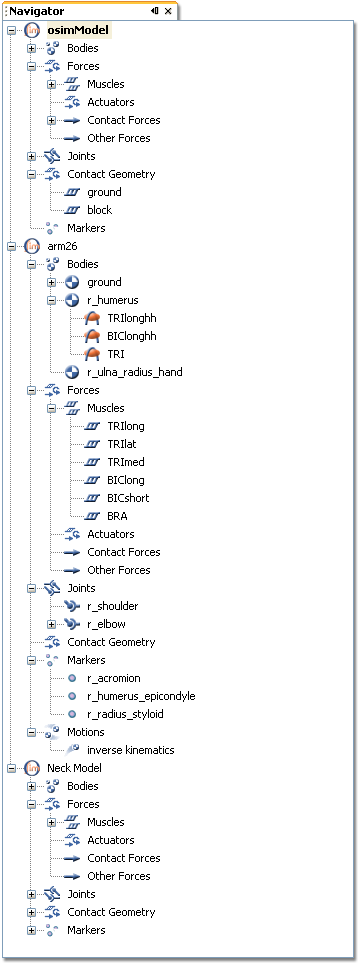 Navigator
osimModel
Bodies
Forces
Muscles
Actuators
Contact Forces
Other Forces
Joints
Contact Geometry
ground
block
Markers
arm26
Bodies
ground
r_humerus
TRIlonghh
BIClonghh
TRI
r_ulna_radius_hand
Forces
Muscles
TRIlong
TRIlat
TRImed
BIClong
BICshort
BRA
Actuators
Contact Forces
Other Forces
Joints
r_shoulder
r_elbow
Contact Geometry
Markers
r_acromion
r_humerus_epicondyle
r_radius_styloid
Motions
inverse kinematics
Neck Model
Bodies
Forces
Muscles
Actuators
Contact Forces
Other Forces
Joints
Contact Geometry
Markers